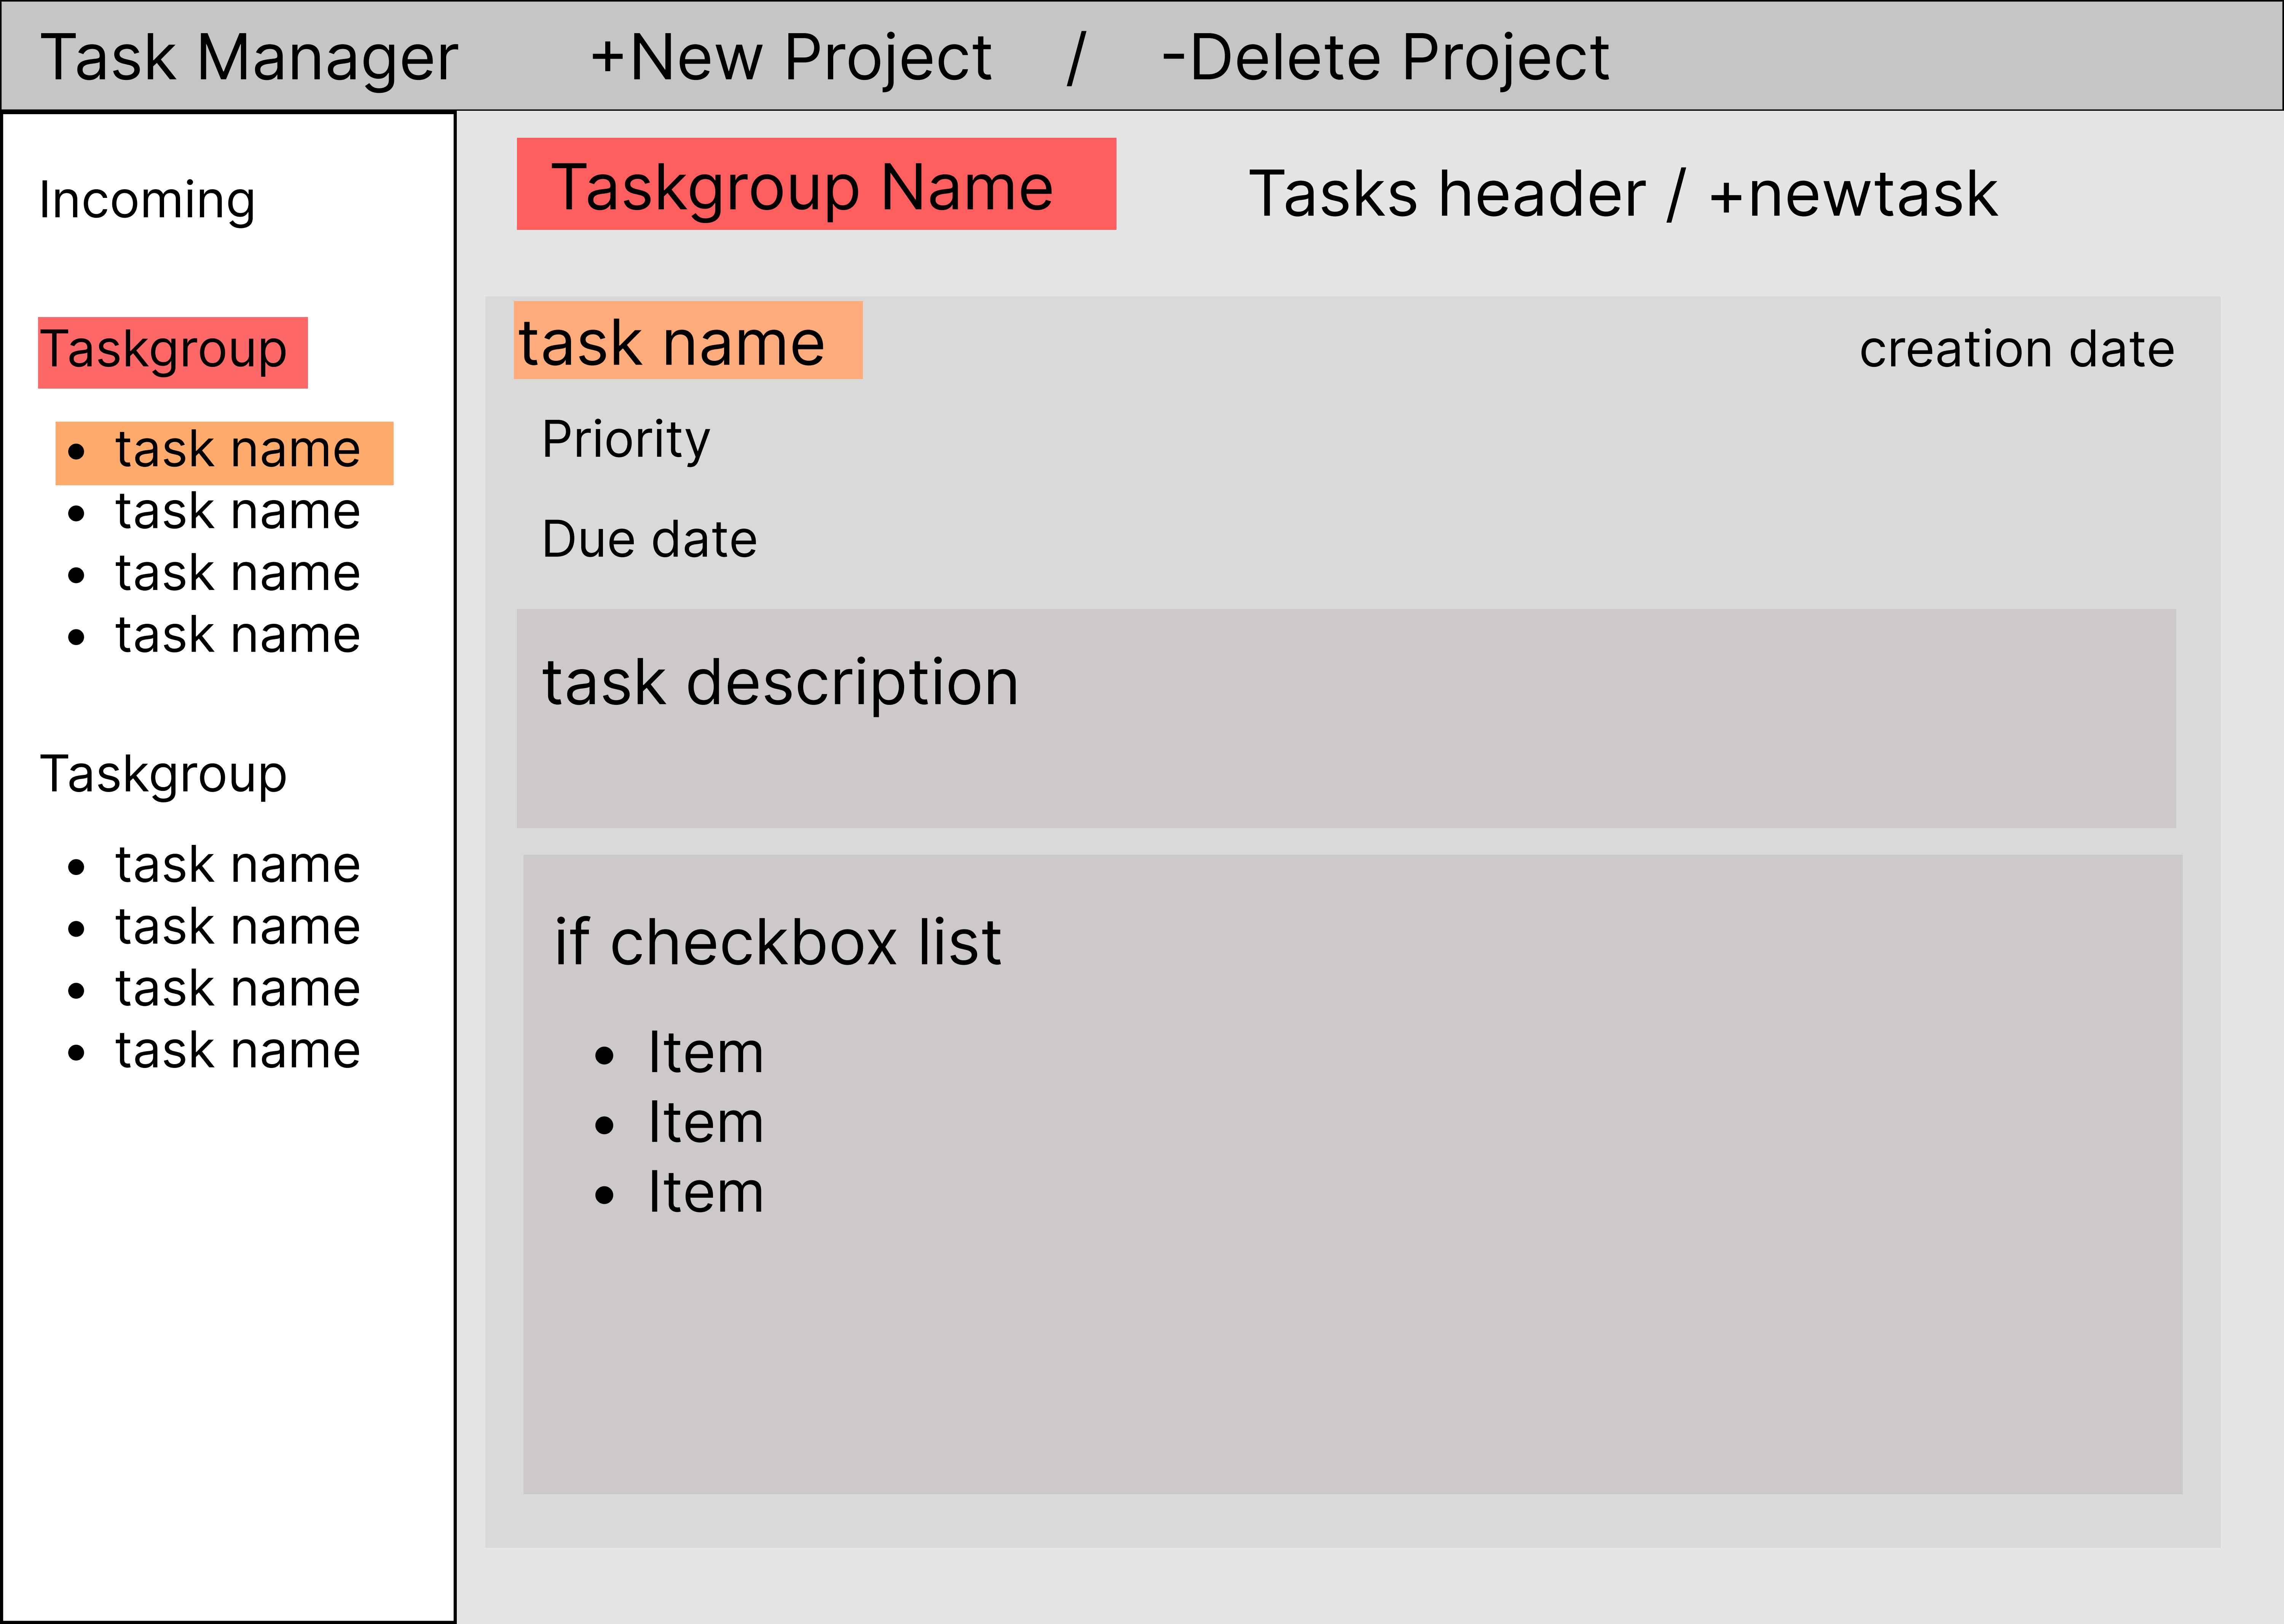 Task Manager +New Project / -Delete Project
Incoming
Taskgroup
• task name
• task name
• task name
• task name
Taskgroup
• task name
• task name
• task name
• task name
Taskgroup Name
Tasks header / +newtask
task name
creation date
Priority
Due date
task description
if checkbox list
• Item
• Item
• Item